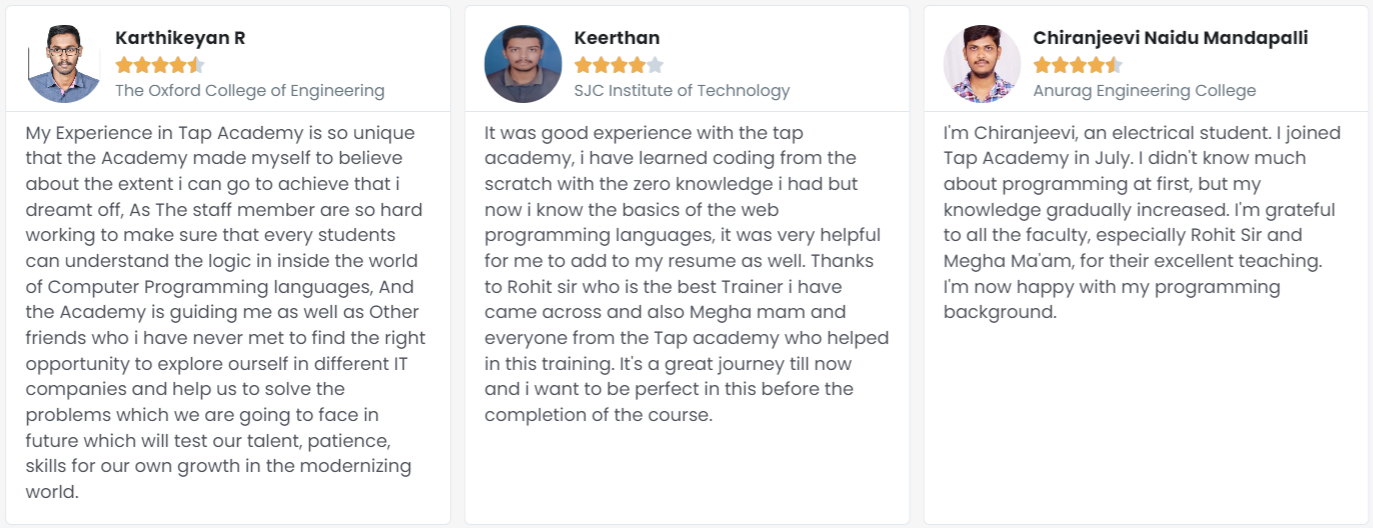 Karthikeyan R
The Oxford College of Engineering
My Experience in Tap Academy is so unique
that the Academy made myself to believe
about the extent i can go to achieve that i
dreamt off, As The staff member are so hard
working to make sure that every students
can understand the logic in inside the world
of Computer Programming languages, And
the Academy is guiding me as well as Other
friends who i have never met to find the right
opportunity to explore ourself in different IT
companies and help us to solve the
problems which we are going to face in
future which will test our talent, patience,
skills for our own growth in the modernizing
world.
Keerthan
SJC Institute of Technology
It was good experience with the tap
academy, i have learned coding from the
scratch with the zero knowledge i had but
now i know the basics of the web
programming languages, it was very helpful
for me to add to my resume as well. Thanks
to Rohit sir who is the best Trainer i have
came across and also Megha mam and
everyone from the Tap academy who helped
in this training. It's a great journey till now
and i want to be perfect in this before the
completion of the course.
Chiranjeevi Naidu Mandapalli
Anurag Engineering College
I'm Chiranjeevi, an electrical student. I joined
Tap Academy in July. I didn't know much
about programming at first, but my
knowledge gradually increased. I'm grateful
to all the faculty, especially Rohit Sir and
Megha Ma'am, for their excellent teaching.
I'm now happy with my programming
background.